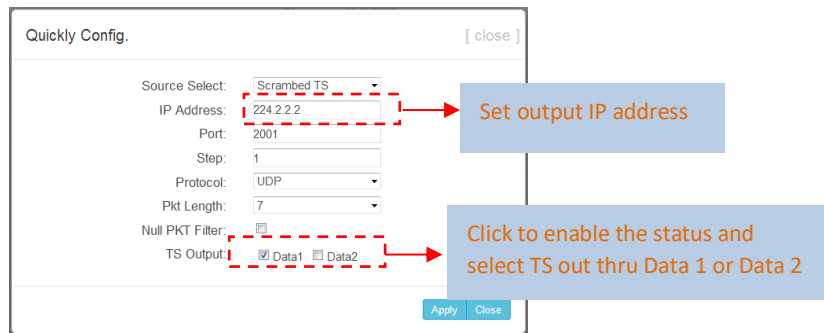 Quickly Config. [ close ]
Source Select: Scrambed TS
IP Address: 224.2.2.2
Set output IP address
Port: 2001
Step: 1
Protocol: UDP
Pkt Length: 7
Null PKT Filter:
TS Output: Data1 Data2
Click to enable the status and
select TS out thru Data 1 or Data 2
Apply Close